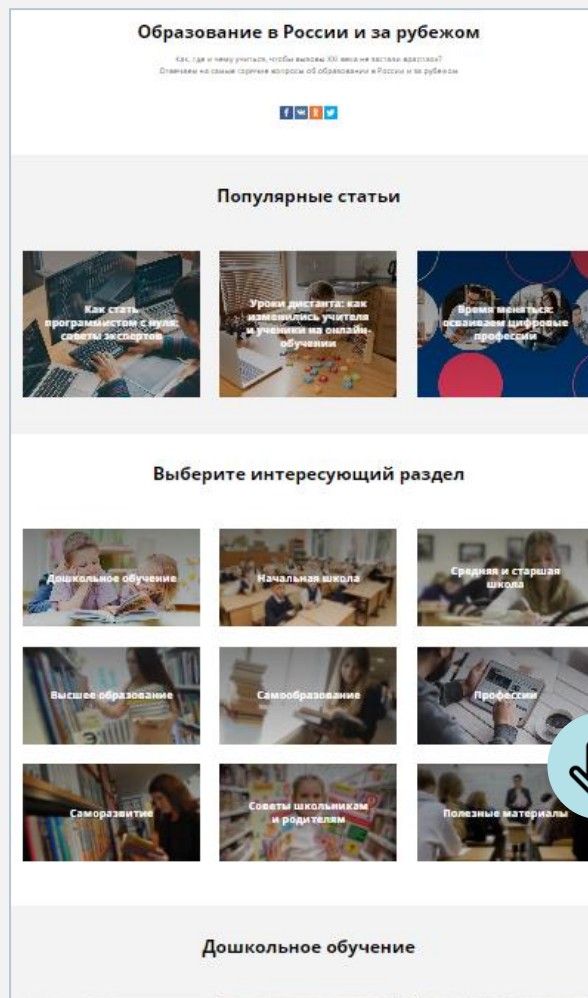 Образование в России и за рубежом
Как, где и чему учиться, чтобы вызовы XXI века не застали врасплох?
Отвечаем на самые горячие вопросы об образовании в России и за рубежом
Популярные статьи
Как стать
программистом с нуля:
советы экспертов
Уроки дистанта: как
изменились учителя
и ученики на онлайн-
обучении
Время меняться:
осваиваем цифровые
профессии
Выберите интересующий раздел
Дошкольное обучение
Начальная школа
Средняя и старшая
школа
Высшее образование
Самообразование
Профессии
Саморазвитие
Советы школьникам
и родителям
Полезные материалы
Дошкольное обучение